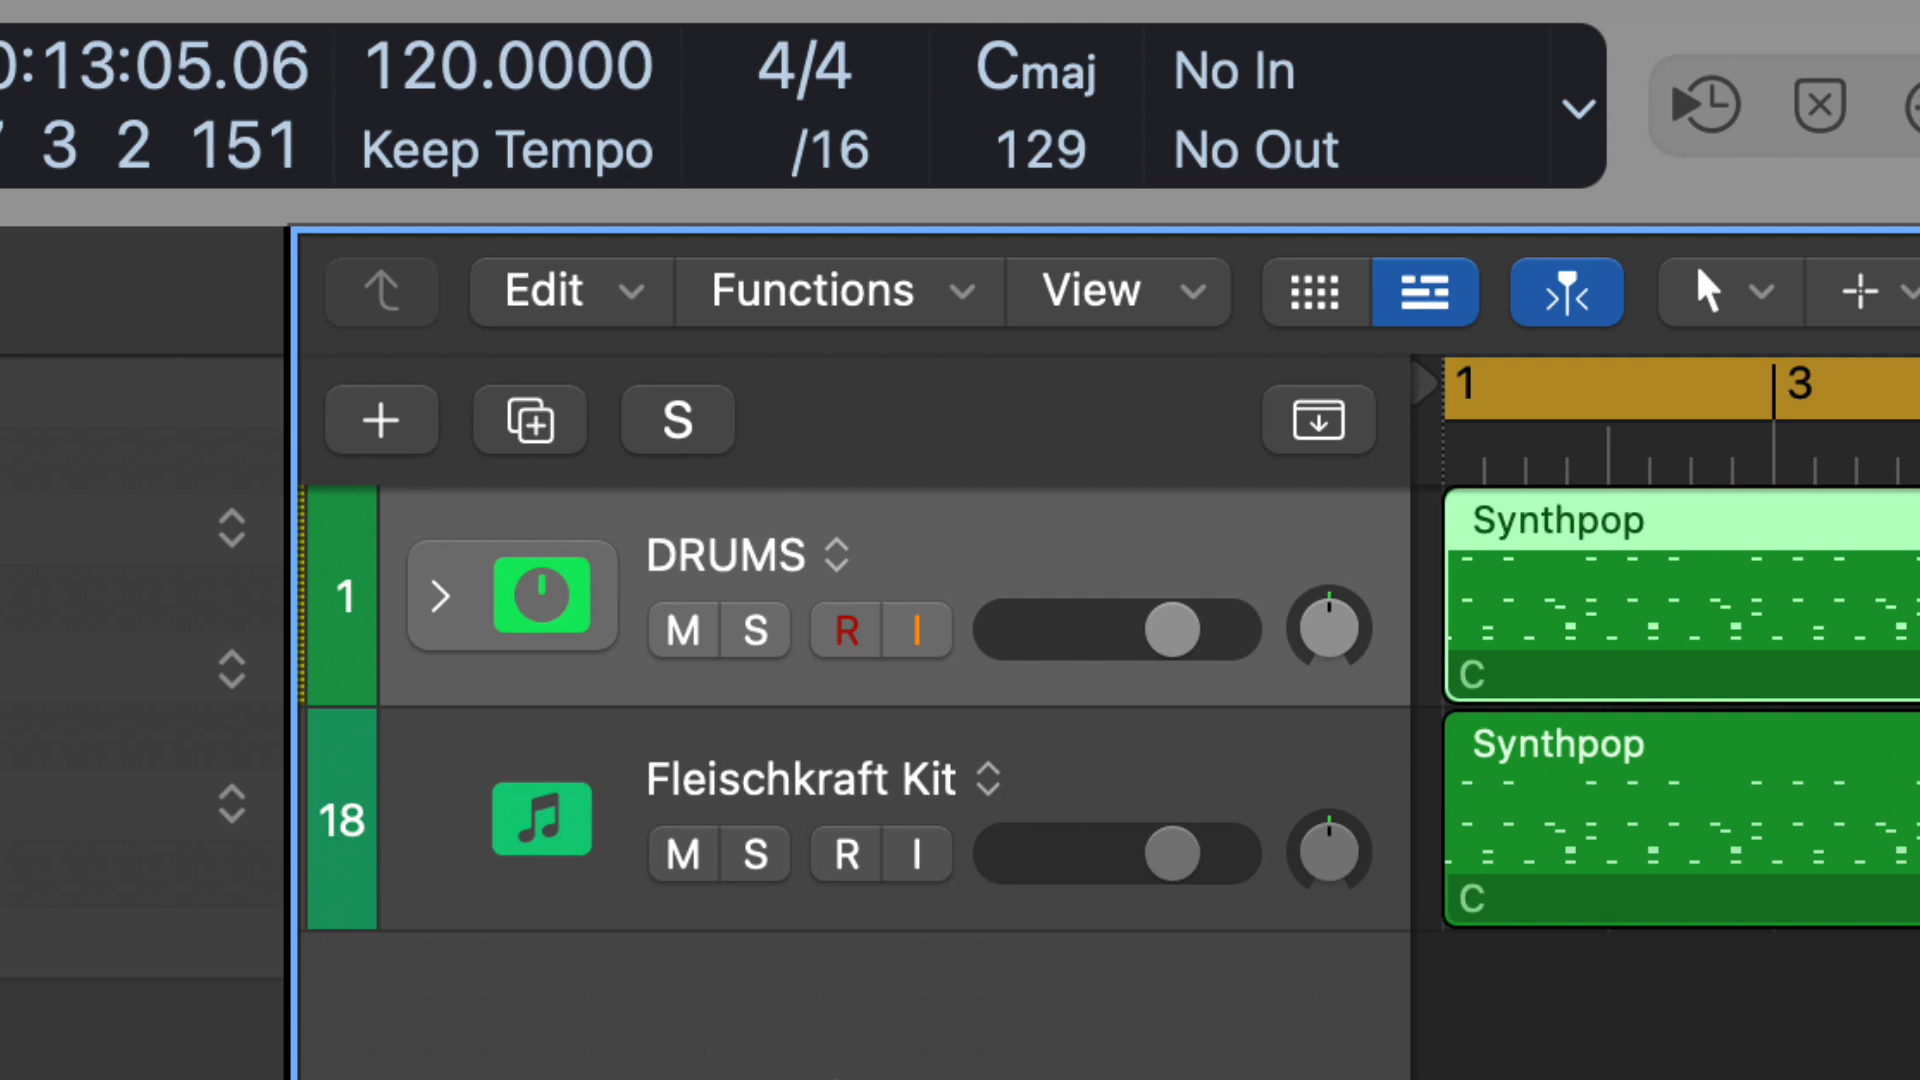 0:13:05.06 120.0000 4/4 Cmaj No In
3 2 151 Keep Tempo /16 129 No Out
Edit Functions View
S
1 3
1 DRUMS
M S R I
Synthpop
C
18 Fleischkraft Kit
M S R I
Synthpop
C